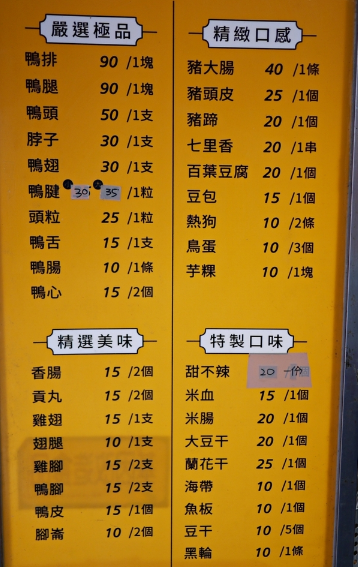 嚴選極品
鴨排 90 /1塊
鴨腿 90 /1塊
鴨頭 50 /1支
脖子 30 /1支
鴨翅 30 /1支
鴨腱 30 35 /1粒
頭粒 25 /1粒
鴨舌 15 /1支
鴨腸 10 /1條
鴨心 15 /2個
精選美味
香腸 15 /2個
貢丸 15 /2個
雞翅 15 /1支
翅腿 10 /1支
雞腳 15 /2支
鴨腳 15 /2支
鴨皮 15 /1個
腳崙 10 /2個
精緻口感
豬大腸 40 /1條
豬頭皮 25 /1個
豬蹄 20 /1個
七里香 20 /1串
百葉豆腐 20 /1個
豆包 15 /1個
熱狗 10 /2條
鳥蛋 10 /3個
芋粿 10 /1塊
特製口味
甜不辣 20 一份
米血 15 /1個
米腸 20 /1個
大豆干 20 /1個
蘭花干 25 /1個
海帶 10 /1個
魚板 10 /1個
豆干 10 /5個
黑輪 10 /1條